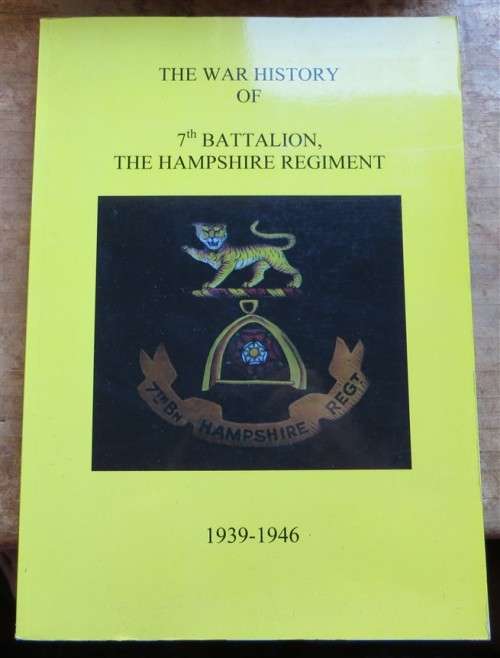 THE WAR HISTORY
OF
7th BATTALION,
THE HAMPSHIRE REGIMENT
7TH BN HAMPSHIRE REGT
1939-1946